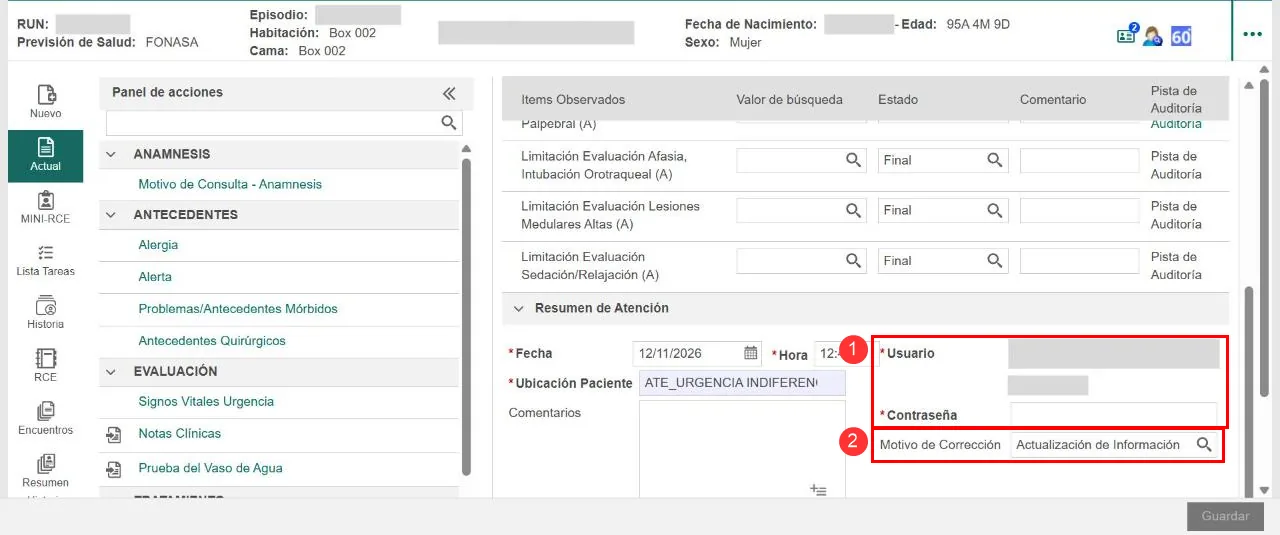 RUN:
Previsión de Salud: FONASA
Episodio:
Habitación: Box 002
Cama: Box 002
Fecha de Nacimiento: - Edad: 95A 4M 9D
Sexo: Mujer
2
60
Nuevo
Actual
MINI-RCE
Lista Tareas
Historia
RCE
Encuentros
Resumen
Panel de acciones
ANAMNESIS
Motivo de Consulta - Anamnesis
ANTECEDENTES
Alergia
Alerta
Problemas/Antecedentes Mórbidos
Antecedentes Quirúrgicos
EVALUACIÓN
Signos Vitales Urgencia
Notas Clínicas
Prueba del Vaso de Agua
TRATAMIENTO
Items Observados Valor de búsqueda Estado Comentario Pista de Auditoría
Palpebral (A) Auditoría
Limitación Evaluación Afasia, Intubación Orotraqueal (A) Final Pista de Auditoría
Limitación Evaluación Lesiones Medulares Altas (A) Final Pista de Auditoría
Limitación Evaluación Sedación/Relajación (A) Final Pista de Auditoría
Resumen de Atención
*Fecha 12/11/2026 *Hora 12:
1
*Usuario
*Ubicación Paciente ATE_URGENCIA INDIFEREN
Comentarios
*Contraseña
2
Motivo de Corrección Actualización de Información
Guardar